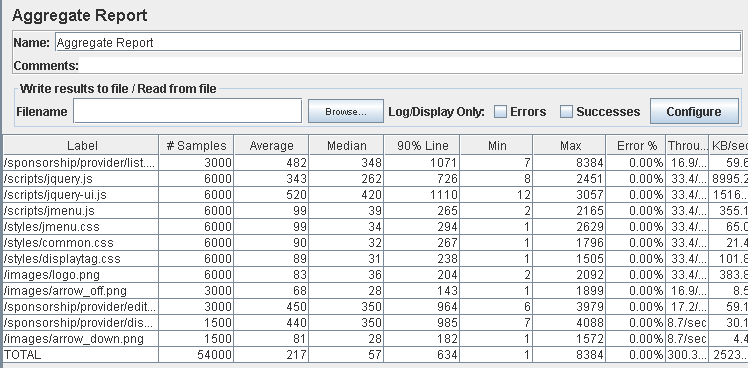 Aggregate Report
Name: Aggregate Report
Comments:
Write results to file / Read from file
Filename Browse... Log/Display Only: Errors Successes Configure
Label # Samples Average Median 90% Line Min Max Error % Throu... KB/sec
/sponsorship/provider/list.... 3000 482 348 1071 7 8384 0.00% 16.9/... 59.6
/scripts/jquery.js 6000 343 262 726 8 2451 0.00% 33.4/... 8995.2
/scripts/jquery-ui.js 6000 520 420 1110 12 3057 0.00% 33.4/... 1516...
/scripts/jmenu.js 6000 99 39 265 2 2165 0.00% 33.4/... 355.1
/styles/jmenu.css 6000 99 34 294 1 2629 0.00% 33.4/... 65.0
/styles/common.css 6000 90 32 267 1 1796 0.00% 33.4/... 21.4
/styles/displaytag.css 6000 89 31 238 1 1505 0.00% 33.4/... 101.8
/images/logo.png 6000 83 36 204 2 2092 0.00% 33.4/... 383.8
/images/arrow_off.png 3000 68 28 143 1 1899 0.00% 16.9/... 8.5
/sponsorship/provider/edit... 3000 450 350 964 6 3979 0.00% 17.2/... 59.1
/sponsorship/provider/dis... 1500 440 350 985 7 4088 0.00% 8.7/sec 30.1
/images/arrow_down.png 1500 81 28 182 1 1572 0.00% 8.7/sec 4.4
TOTAL 54000 217 57 634 1 8384 0.00% 300.3... 2523...